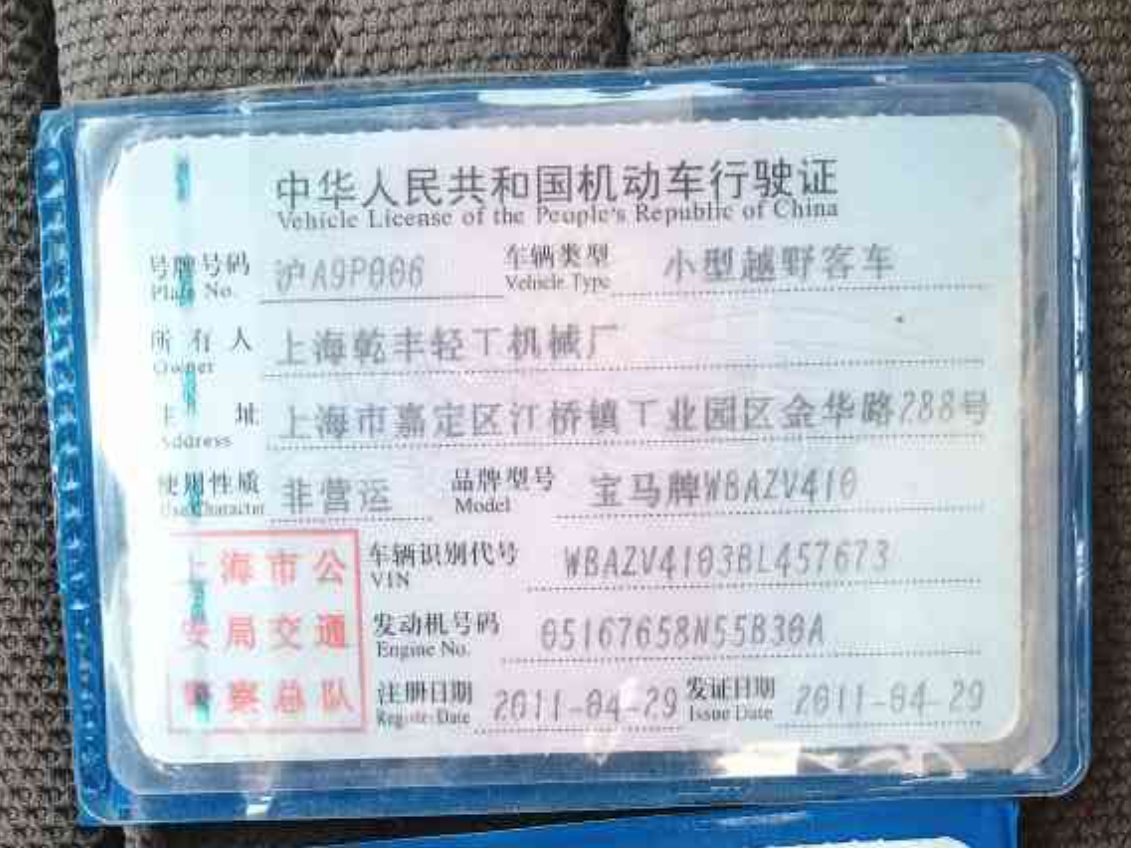 中华人民共和国机动车行驶证
Vehicle License of the People's Republic of China
号牌号码 沪A9P006 车辆类型 小型越野客车
Plate No. Vehicle Type
所有人 上海乾丰轻工机械厂
Owner
主址 上海市嘉定区江桥镇工业园区金华路288号
Address
使用性质 非营运 品牌型号 宝马牌WBAZV410
Use Character Model
上海市公 车辆识别代号 WBAZV4103BL457673
VIN
安局交通 发动机号码 05167658N55B30A
Engine No.
警察总队 注册日期 2011-04-29 发证日期 2011-04-29
Register Date Issue Date